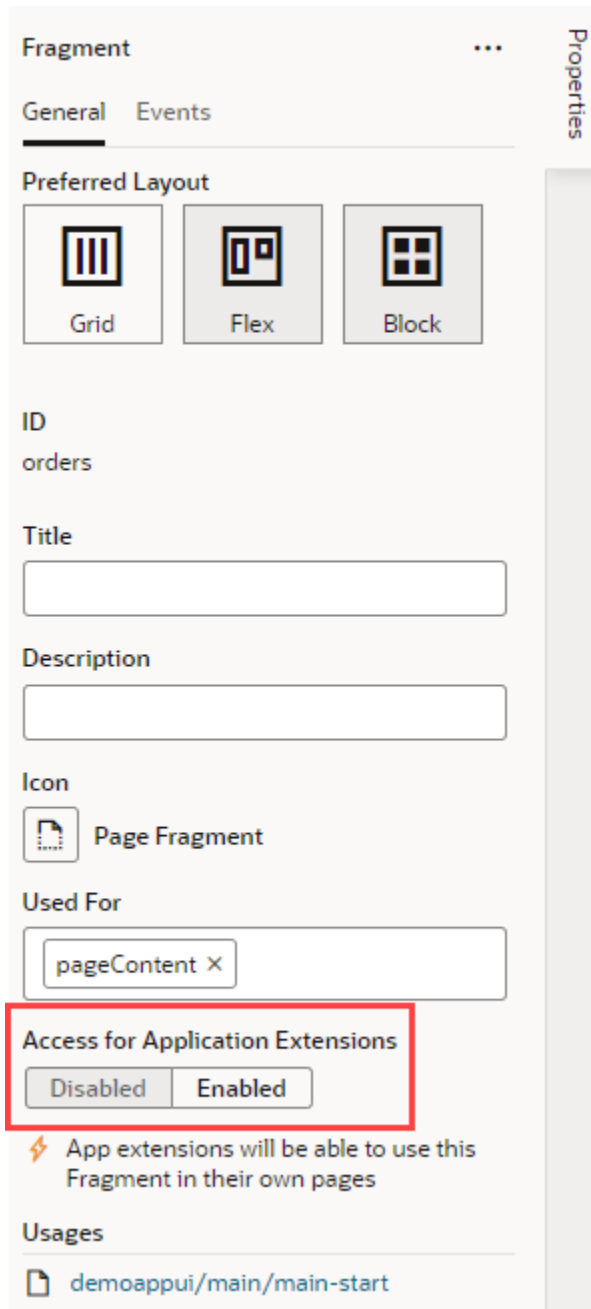 Fragment ...
Properties
General Events
Preferred Layout
Grid Flex Block
ID
orders
Title
Description
Icon
Page Fragment
Used For
pageContent ×
Access for Application Extensions
Disabled Enabled
App extensions will be able to use this
Fragment in their own pages
Usages
demoappui/main/main-start